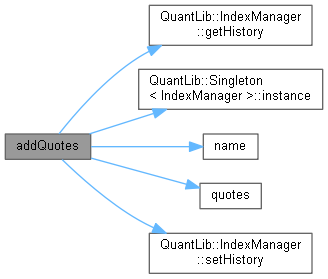 QuantLib::IndexManager
::getHistory
QuantLib::Singleton
< IndexManager >::instance
addQuotes
name
quotes
QuantLib::IndexManager
::setHistory